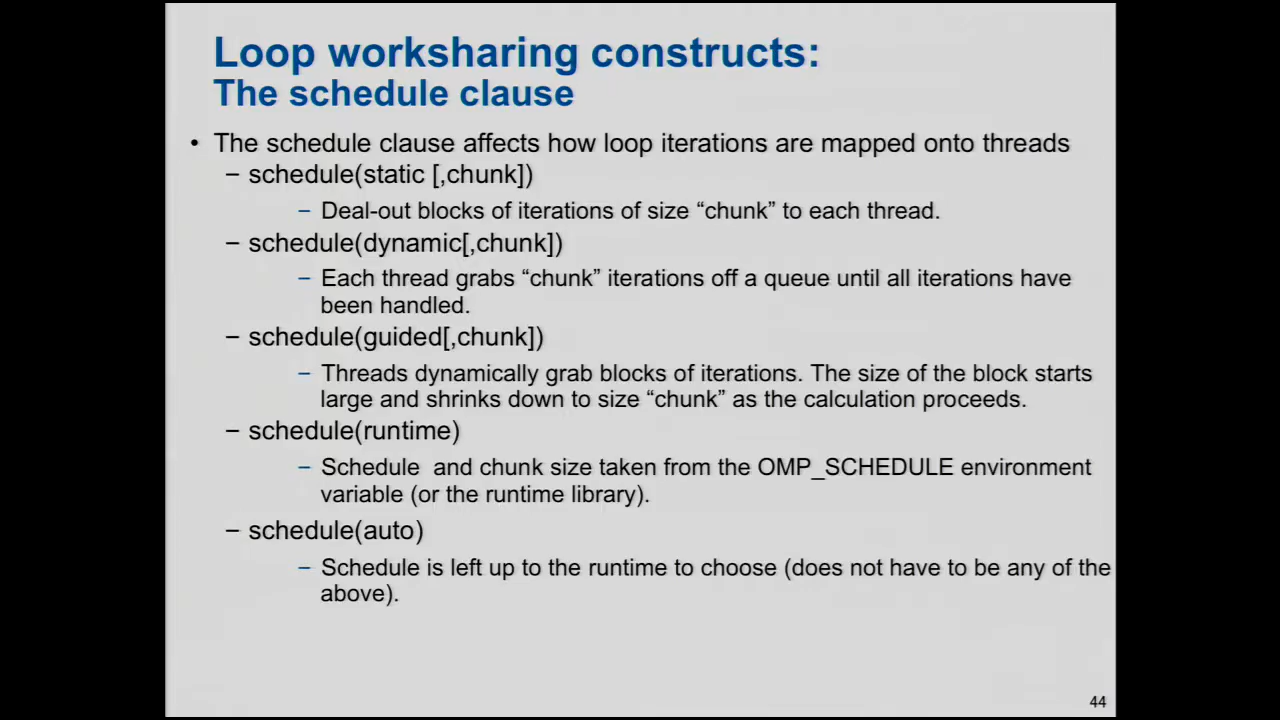 Loop worksharing constructs:
The schedule clause
• The schedule clause affects how loop iterations are mapped onto threads
– schedule(static [,chunk])
– Deal-out blocks of iterations of size “chunk” to each thread.
– schedule(dynamic[,chunk])
– Each thread grabs “chunk” iterations off a queue until all iterations have
been handled.
– schedule(guided[,chunk])
– Threads dynamically grab blocks of iterations. The size of the block starts
large and shrinks down to size “chunk” as the calculation proceeds.
– schedule(runtime)
– Schedule and chunk size taken from the OMP_SCHEDULE environment
variable (or the runtime library).
– schedule(auto)
– Schedule is left up to the runtime to choose (does not have to be any of the
above).
44